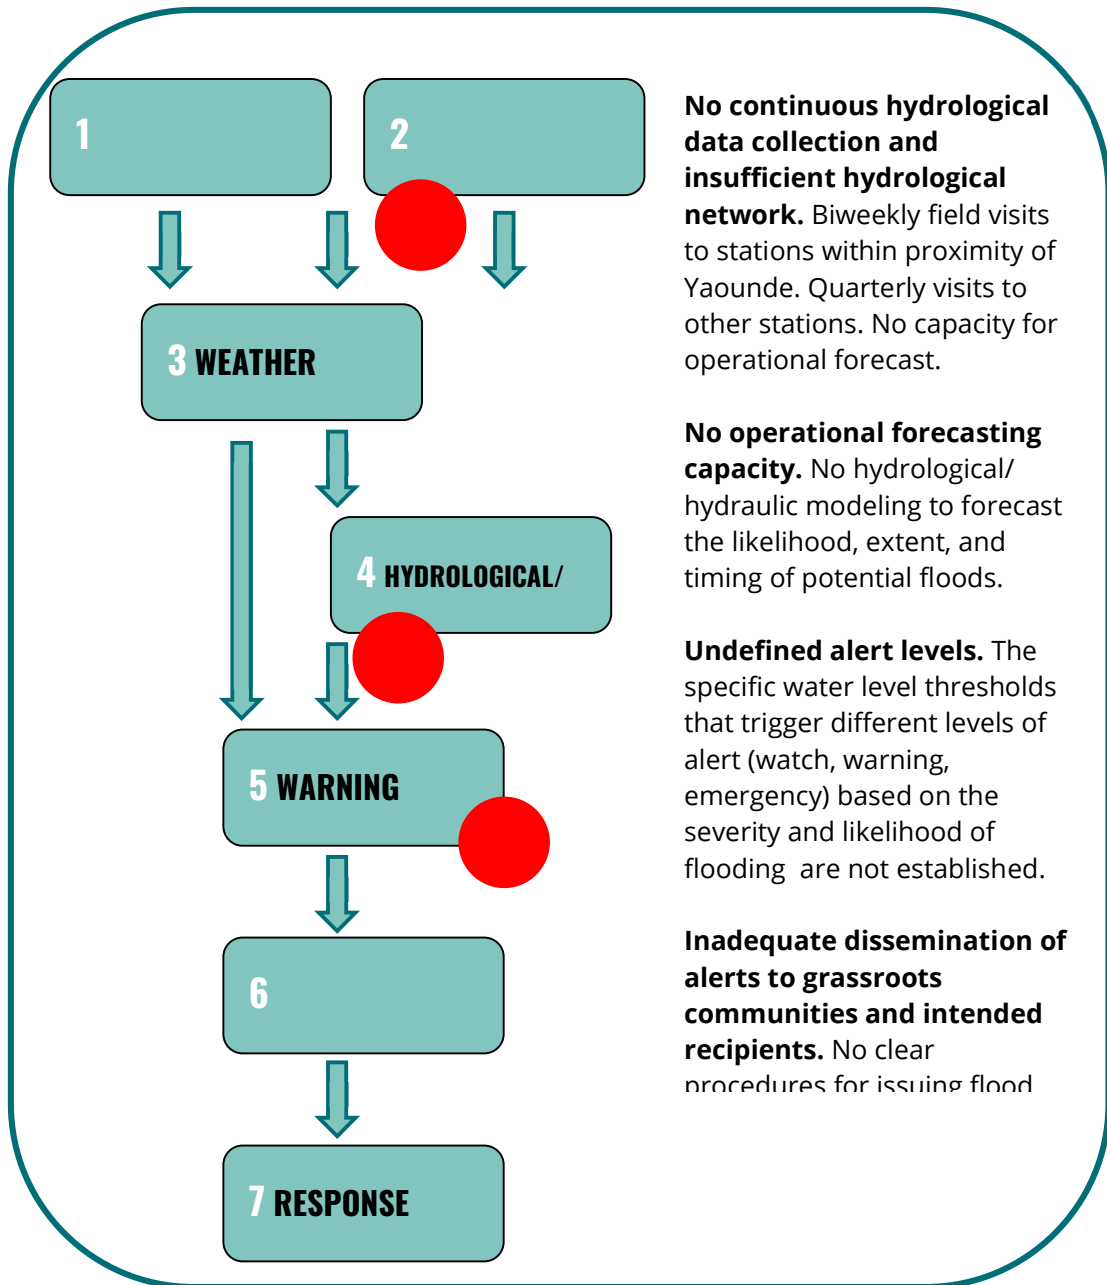 1
2
3 WEATHER
4 HYDROLOGICAL/
5 WARNING
6
7 RESPONSE
No continuous hydrological
data collection and
insufficient hydrological
network. Biweekly field visits
to stations within proximity of
Yaounde. Quarterly visits to
other stations. No capacity for
operational forecast.
No operational forecasting
capacity. No hydrological/
hydraulic modeling to forecast
the likelihood, extent, and
timing of potential floods.
Undefined alert levels. The
specific water level thresholds
that trigger different levels of
alert (watch, warning,
emergency) based on the
severity and likelihood of
flooding  are not established.
Inadequate dissemination of
alerts to grassroots
communities and intended
recipients. No clear
procedures for issuing flood